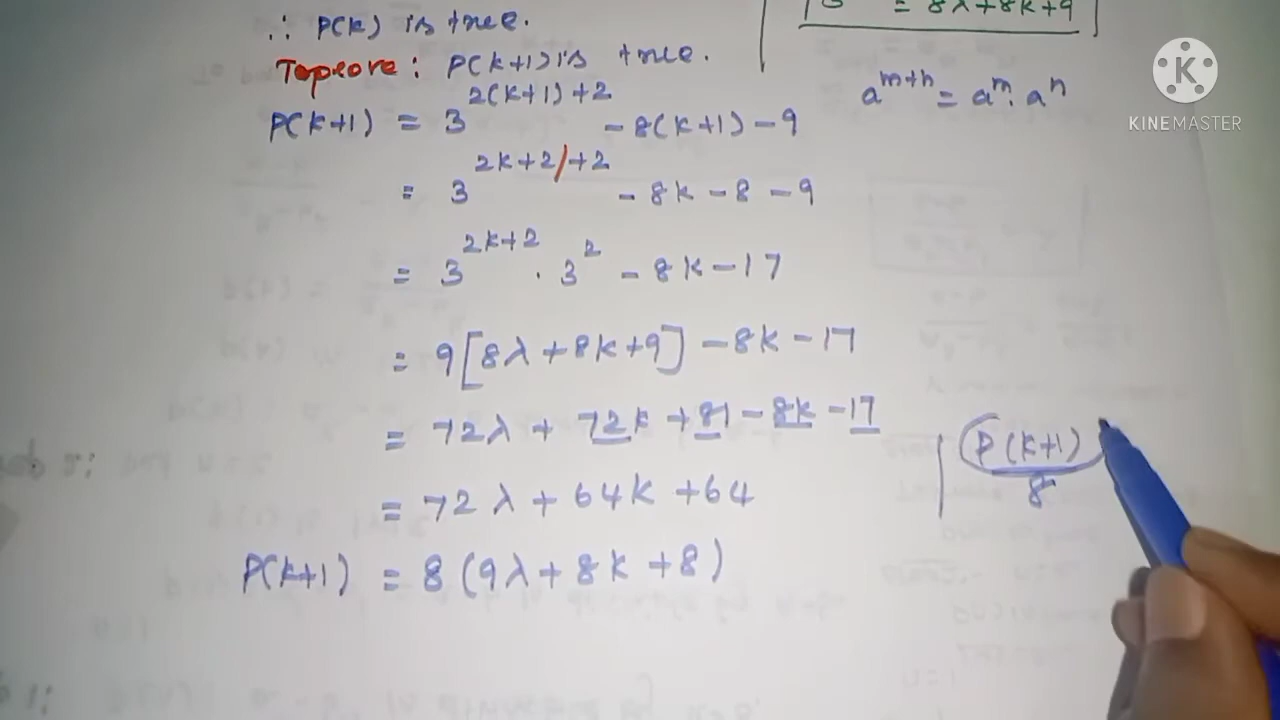 ∴ P(k) is true.
= 8λ+8k+9
To prove: P(k+1) is true.
a^{m+n} = a^m . a^n
P(k+1) = 3^{2(k+1)+2} - 8(k+1) - 9
= 3^{2k+2/+2} - 8k - 8 - 9
= 3^{2k+2} . 3^2 - 8k - 17
= 9[8λ + 8k + 9] - 8k - 17
= 72λ + 72k + 81 - 8k - 17
= 72λ + 64k + 64
P(k+1) = 8(9λ + 8k + 8)
P(k+1)
8
K
KINEMASTER